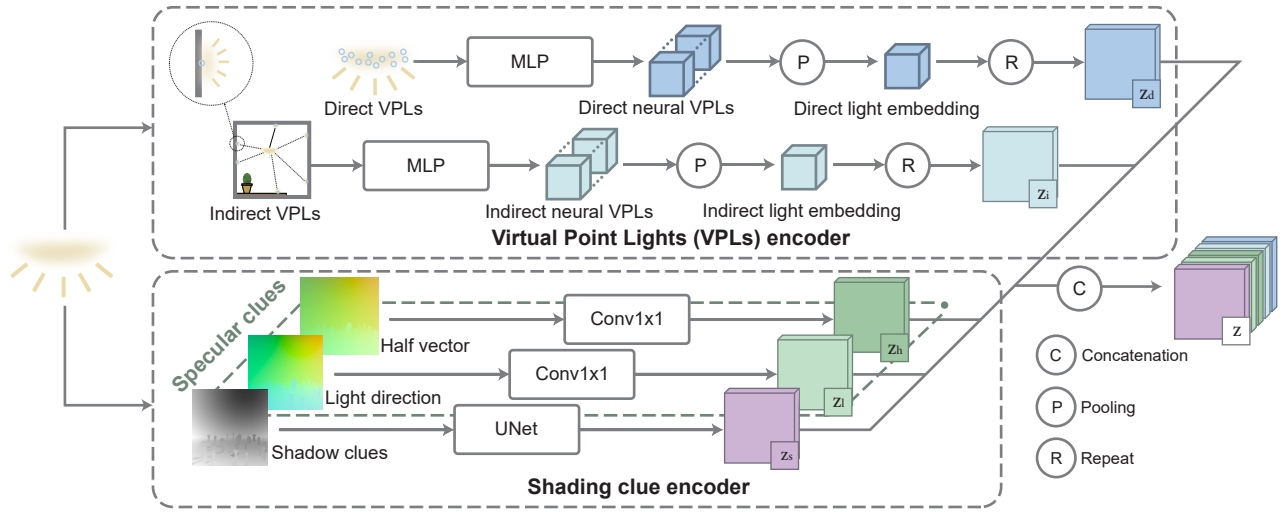 MLP
P
R
Zd
Direct VPLs
Direct neural VPLs
Direct light embedding
MLP
P
R
Zi
Indirect VPLs
Indirect neural VPLs
Indirect light embedding
Virtual Point Lights (VPLs) encoder
Specular clues
Half vector
Conv1x1
Zh
Light direction
Conv1x1
Zl
Shadow clues
UNet
Zs
Shading clue encoder
C
Z
C Concatenation
P Pooling
R Repeat